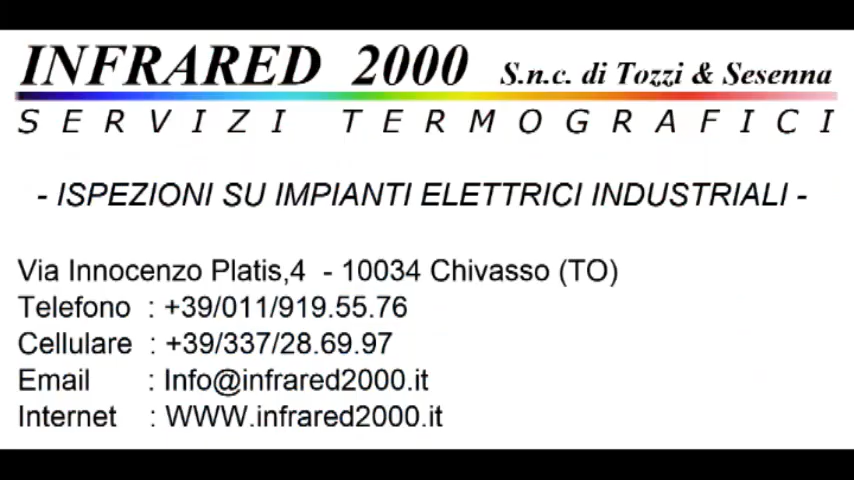 INFRARED 2000 S.n.c. di Tozzi & Sesenna
SERVIZI TERMOGRAFICI
- ISPEZIONI SU IMPIANTI ELETTRICI INDUSTRIALI -
Via Innocenzo Platis,4 - 10034 Chivasso (TO)
Telefono : +39/011/919.55.76
Cellulare : +39/337/28.69.97
Email : Info@infrared2000.it
Internet : WWW.infrared2000.it